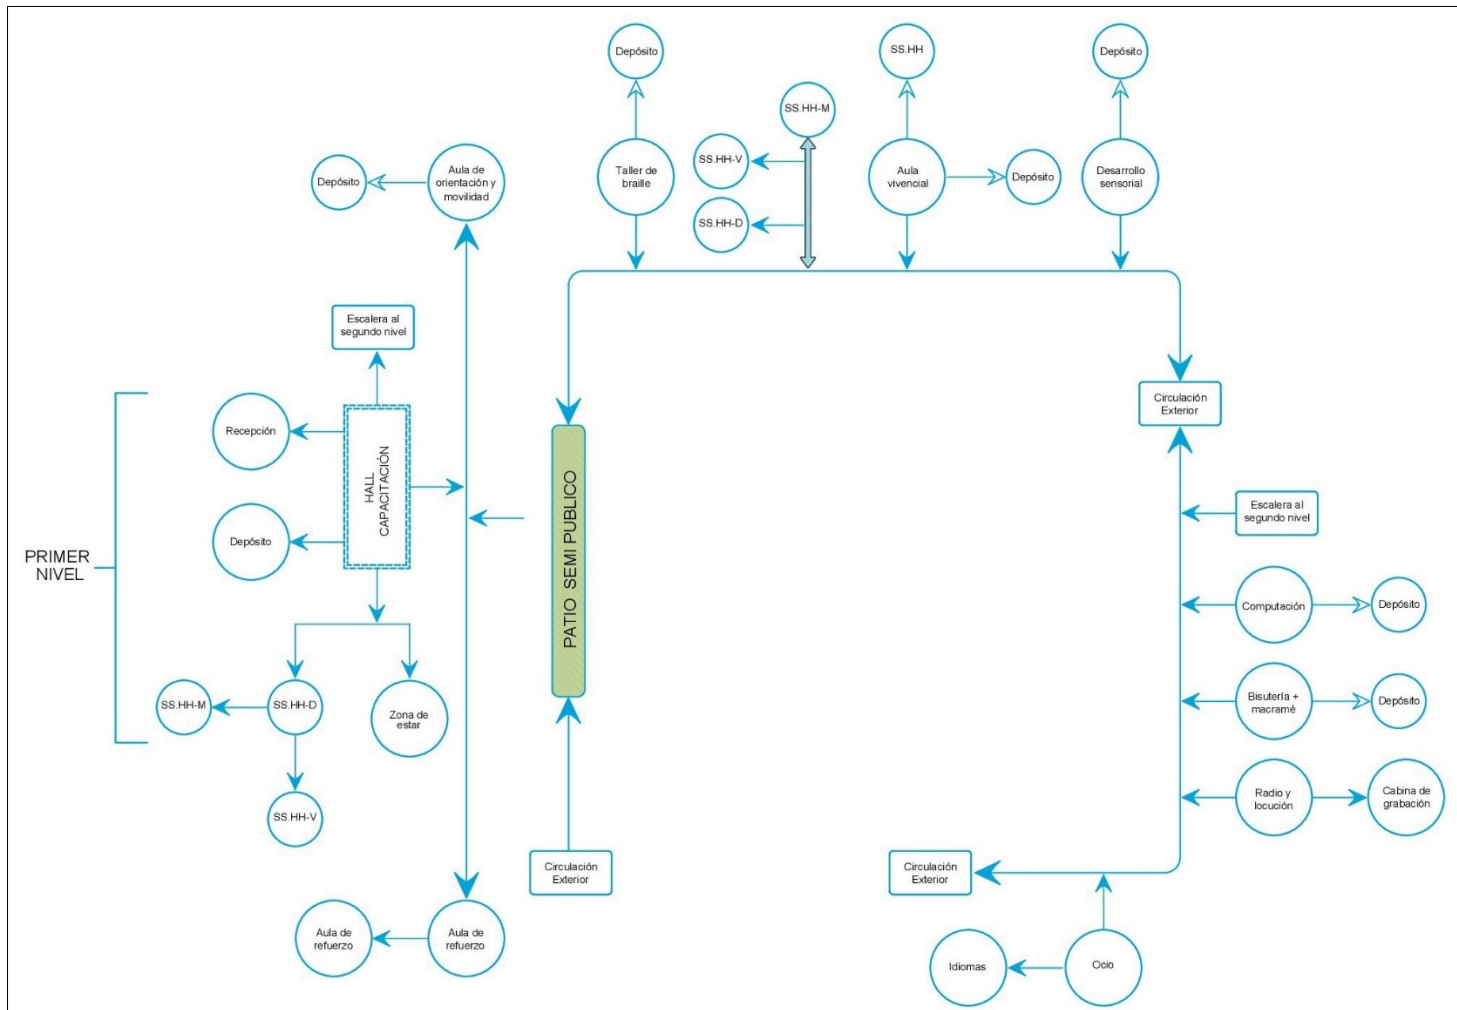 Depósito
SS.HH
Depósito
SS.HH-M
Taller de
braille
SS.HH-V
SS.HH-D
Aula
vivencial
Depósito
Desarrollo
sensorial
Depósito
Aula de
orientación y
movilidad
Escalera al
segundo nivel
Recepción
HALL
CAPACITACIÓN
Depósito
PRIMER
NIVEL
SS.HH-M
SS.HH-D
Zona de
estar
SS.HH-V
Aula de
refuerzo
Aula de
refuerzo
PATIO SEMI PUBLICO
Circulación
Exterior
Circulación
Exterior
Escalera al
segundo nivel
Computación
Depósito
Bisutería +
macramé
Depósito
Radio y
locución
Cabina de
grabación
Circulación
Exterior
Idiomas
Ocio